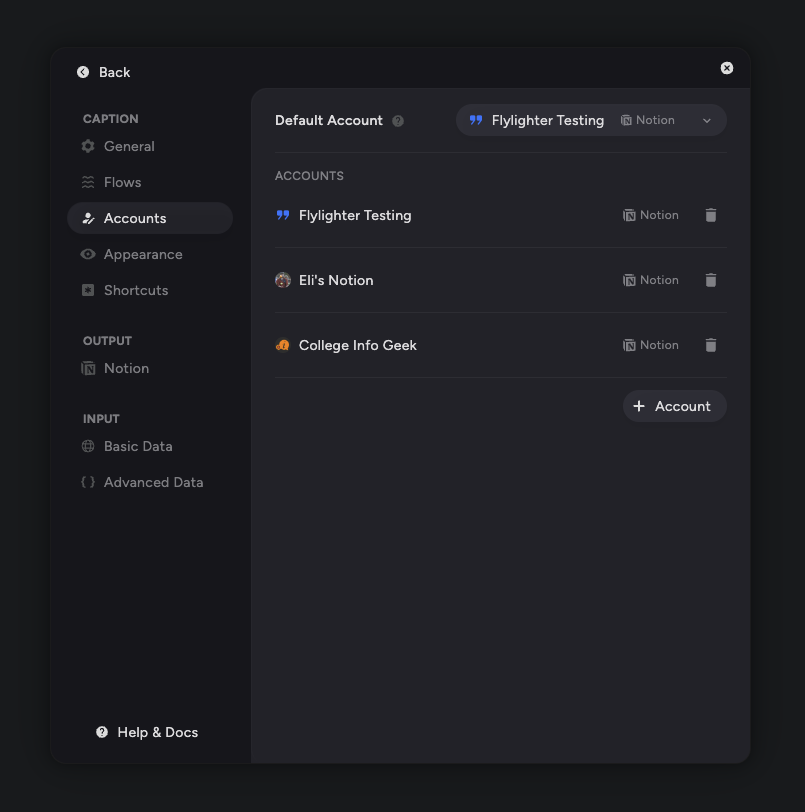 Back
CAPTION
General
Flows
Accounts
Appearance
Shortcuts
OUTPUT
Notion
INPUT
Basic Data
Advanced Data
Help & Docs
Default Account ? Flylighter Testing Notion
ACCOUNTS
Flylighter Testing Notion
Eli's Notion Notion
College Info Geek Notion
+ Account